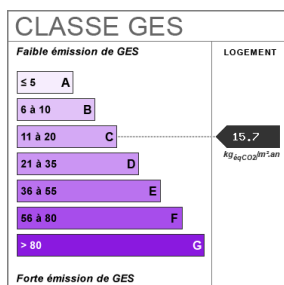 CLASSE GES
Faible émission de GES
LOGEMENT
≤ 5 A
6 à 10 B
11 à 20 C
15.7
kgéqCO2/m².an
21 à 35 D
36 à 55 E
56 à 80 F
> 80 G
Forte émission de GES